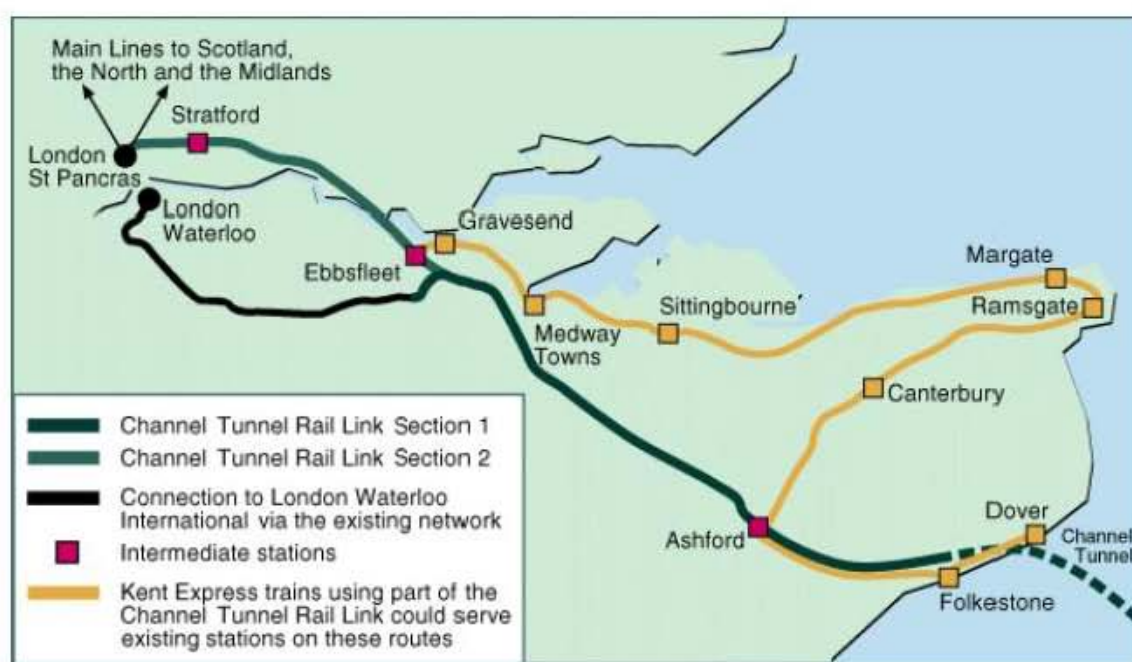 Main Lines to Scotland,
the North and the Midlands
Stratford
London
St Pancras
London
Waterloo
Gravesend
Ebbsfleet
Margate
Ramsgate
Sittingbourne
Medway
Towns
Canterbury
Dover
Channel
Tunnel
Ashford
Folkestone
Channel Tunnel Rail Link Section 1
Channel Tunnel Rail Link Section 2
Connection to London Waterloo
International via the existing network
Intermediate stations
Kent Express trains using part of the
Channel Tunnel Rail Link could serve
existing stations on these routes